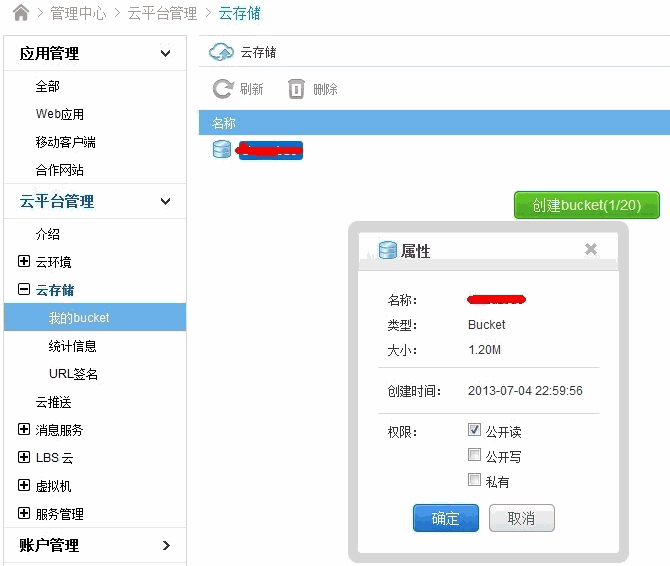 管理中心 > 云平台管理 > 云存储
应用管理
全部
Web应用
移动客户端
合作网站
云平台管理
介绍
云环境
云存储
我的bucket
统计信息
URL签名
云推送
消息服务
LBS 云
虚拟机
服务管理
账户管理
云存储
刷新 删除
名称
创建bucket(1/20)
属性
名称：
类型： Bucket
大小： 1.20M
创建时间： 2013-07-04 22:59:56
权限： 公开读
公开写
私有
确定 取消